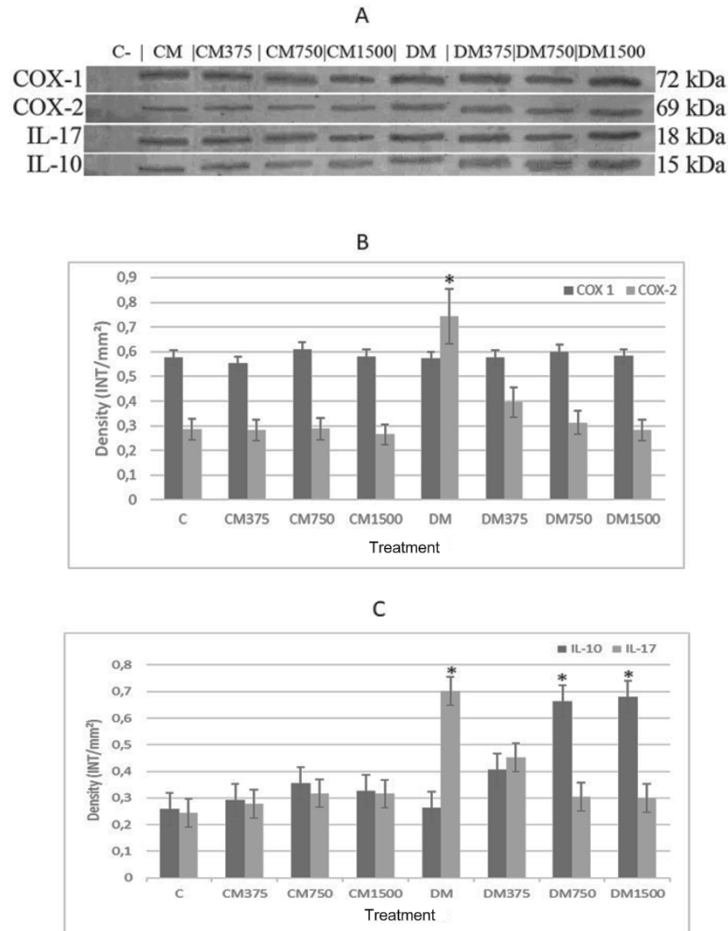 A
C- | CM |CM375 |CM750 |CM1500 | DM | DM375|DM750|DM1500
COX-1 72 kDa
COX-2 69 kDa
IL-17 18 kDa
IL-10 15 kDa
B
0,9
0,8
0,7
0,6
0,5
0,4
0,3
0,2
0,1
0
Density (INT/mm²)
*
COX 1 COX-2
C CM375 CM750 CM1500 DM DM375 DM750 DM1500
Treatment
C
0,8
0,7
0,6
0,5
0,4
0,3
0,2
0,1
0
Density (INT/mm²)
IL-10 IL-17
* * *
C CM375 CM750 CM1500 DM DM375 DM750 DM1500
Treatment